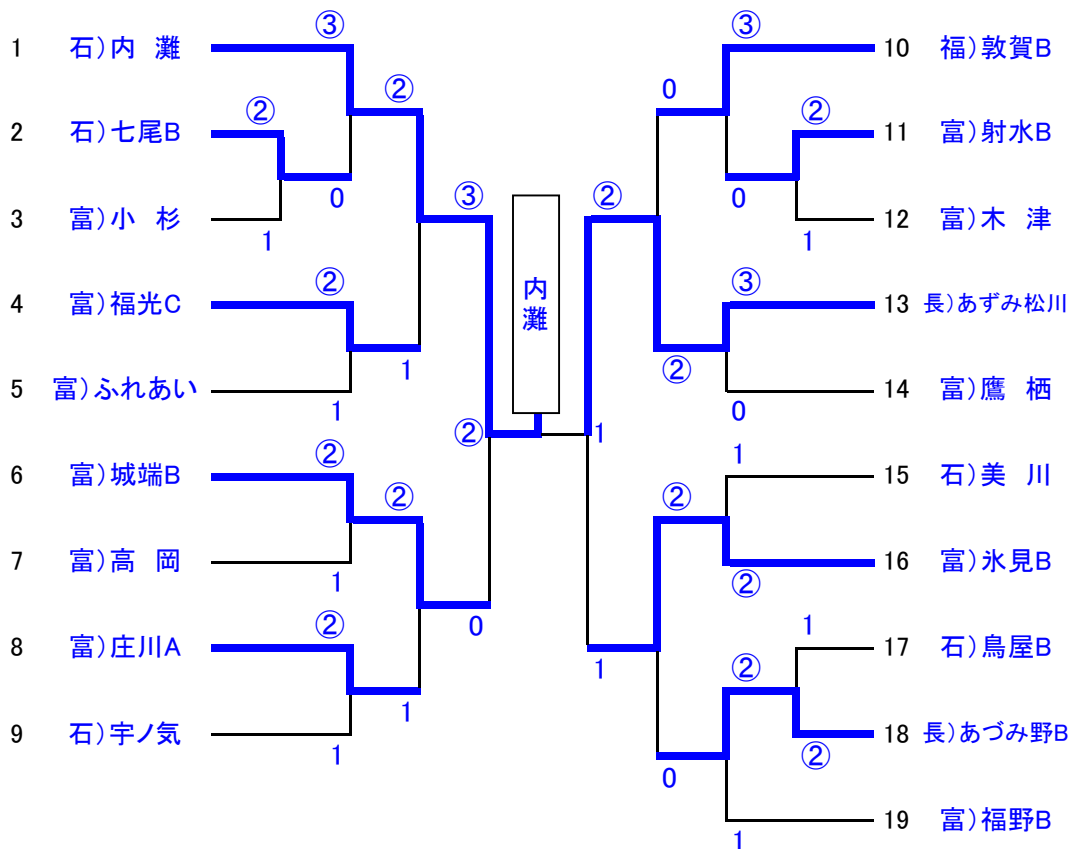 ③
1 石)内 灘
②
②
2 石)七尾B
0
3 富)小 杉
1
③
②
4 富)福光C
1
5 富)ふれあい
1
②
②
6 富)城端B
②
7 富)高 岡
1
0
②
8 富)庄川A
1
9 石)宇ノ気
1
内
灘
③
10 福)敦賀B
0
②
11 富)射水B
0
12 富)木 津
1
②
③
13 長)あずみ松川
②
14 富)鷹 栖
0
1
1
15 石)美 川
②
16 富)氷見B
②
1
1
17 石)鳥屋B
②
18 長)あづみ野B
②
0
19 富)福野B
1